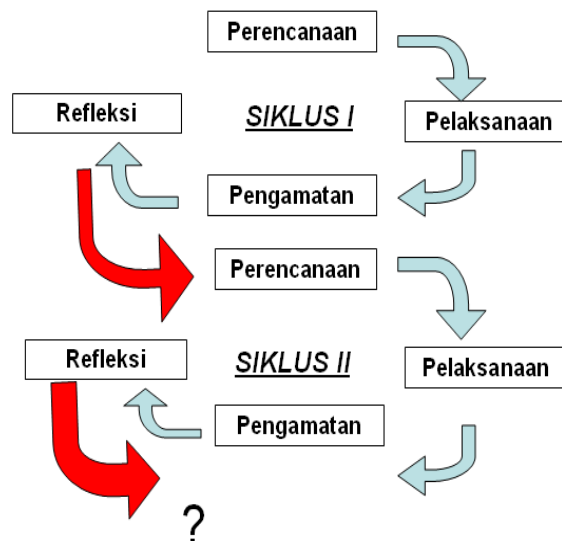 Perencanaan
Refleksi
SIKLUS I
Pelaksanaan
Pengamatan
Perencanaan
Refleksi
SIKLUS II
Pelaksanaan
Pengamatan
?